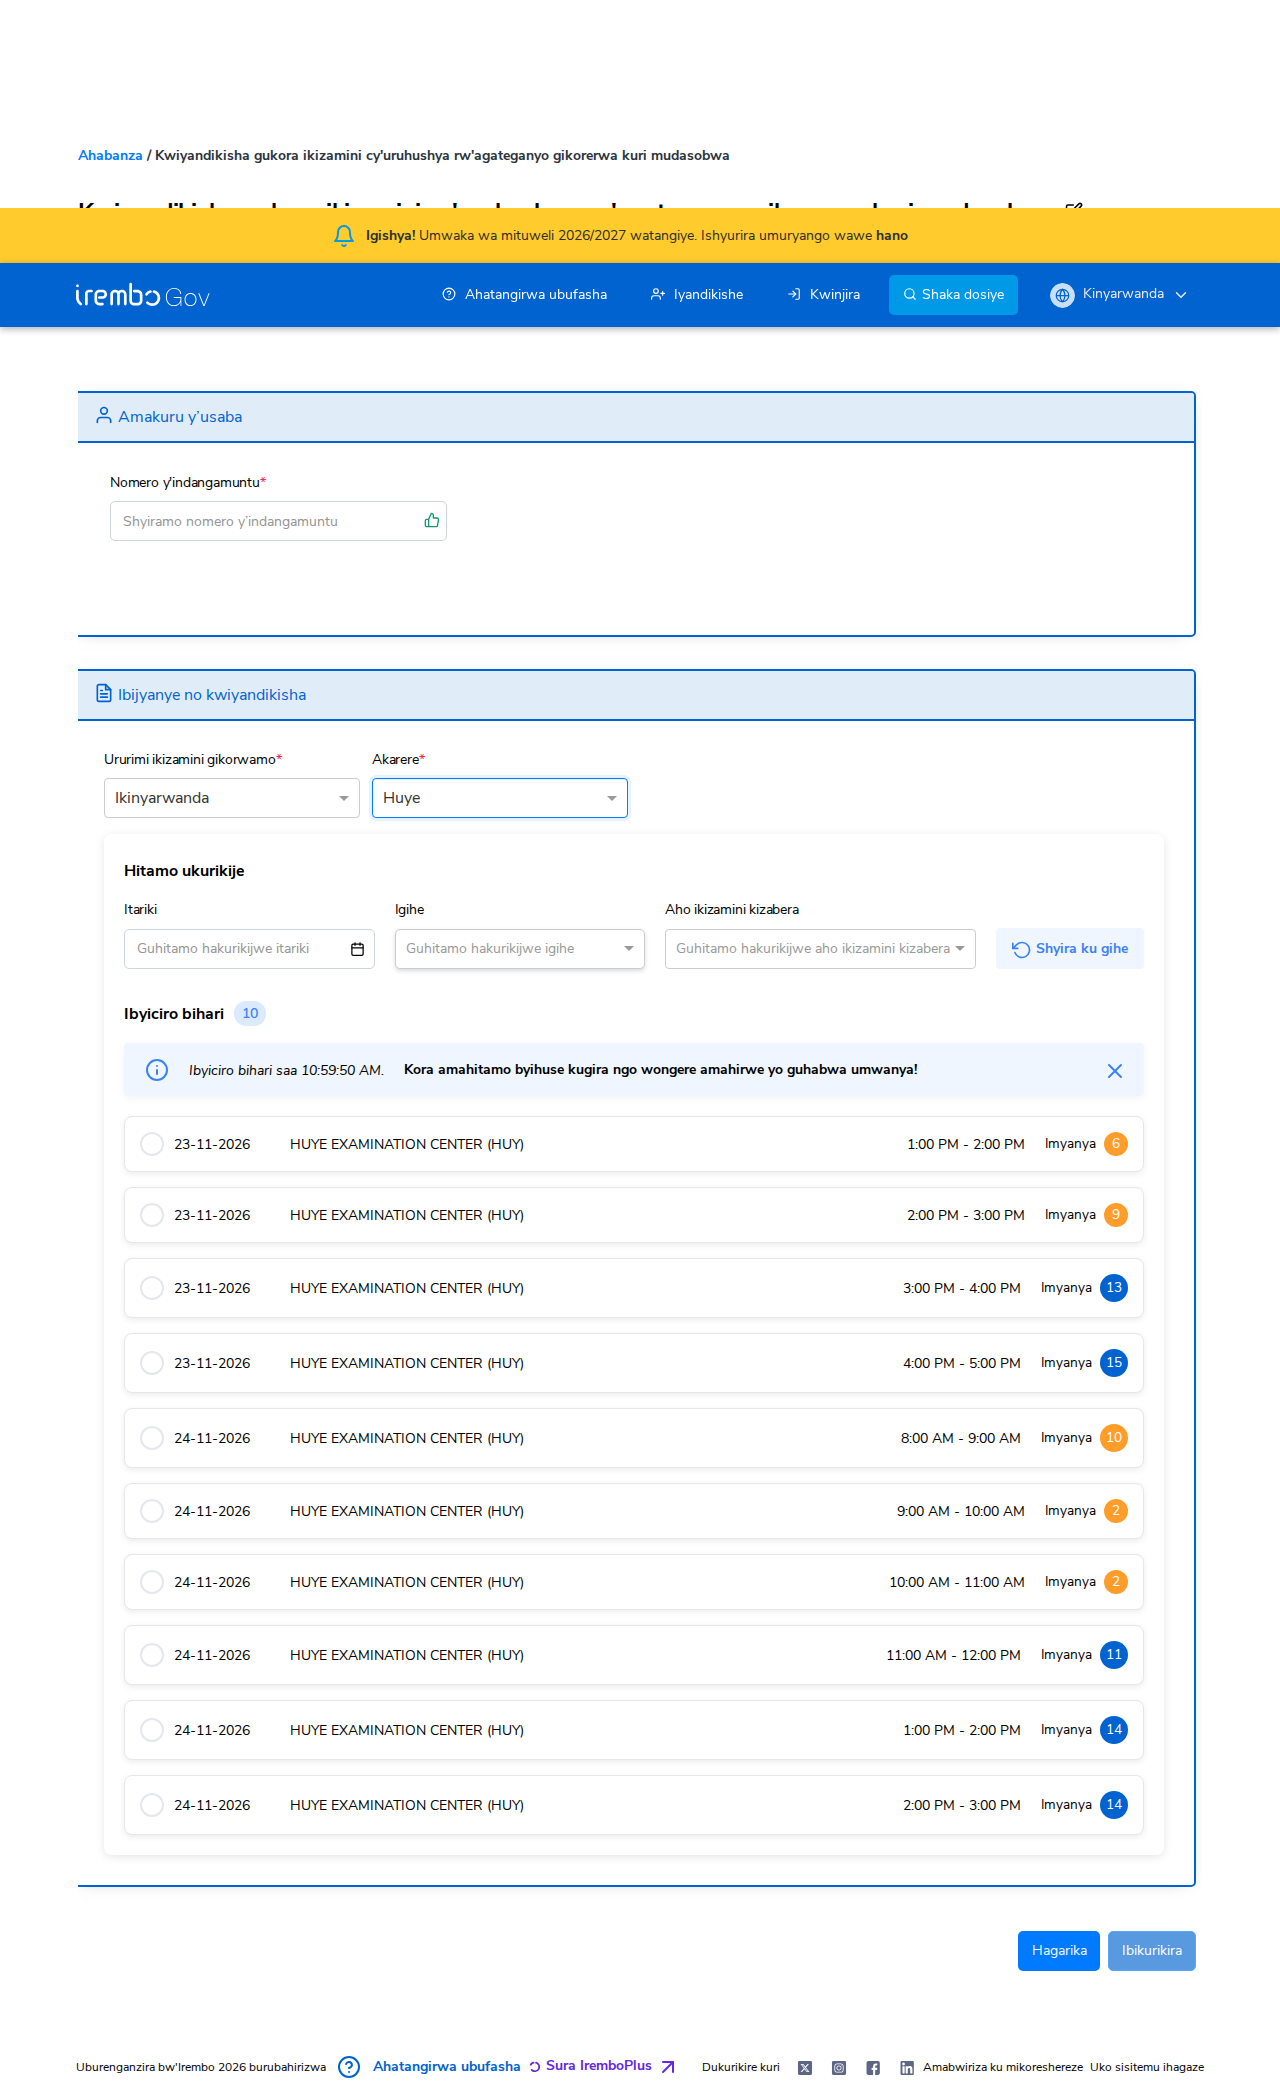 Ahabanza / Kwiyandikisha gukora ikizamini cy'uruhushya rw'agateganyo gikorerwa kuri mudasobwa
Igishya! Umwaka wa mituweli 2026/2027 watangiye. Ishyurira umuryango wawe hano
irembo Gov
Ahatangirwa ubufasha
Iyandikishe
Kwinjira
Shaka dosiye
Kinyarwanda
Amakuru y’usaba
Nomero y'indangamuntu*
Shyiramo nomero y’indangamuntu
Ibijyanye no kwiyandikisha
Ururimi ikizamini gikorwamo* Akarere*
Ikinyarwanda Huye
Hitamo ukurikije
Itariki Igihe Aho ikizamini kizabera
Guhitamo hakurikijwe itariki Guhitamo hakurikijwe igihe Guhitamo hakurikijwe aho ikizamini kizabera Shyira ku gihe
Ibyiciro bihari 10
Ibyiciro bihari saa 10:59:50 AM. Kora amahitamo byihuse kugira ngo wongere amahirwe yo guhabwa umwanya!
23-11-2026 HUYE EXAMINATION CENTER (HUY) 1:00 PM - 2:00 PM Imyanya 6
23-11-2026 HUYE EXAMINATION CENTER (HUY) 2:00 PM - 3:00 PM Imyanya 9
23-11-2026 HUYE EXAMINATION CENTER (HUY) 3:00 PM - 4:00 PM Imyanya 13
23-11-2026 HUYE EXAMINATION CENTER (HUY) 4:00 PM - 5:00 PM Imyanya 15
24-11-2026 HUYE EXAMINATION CENTER (HUY) 8:00 AM - 9:00 AM Imyanya 10
24-11-2026 HUYE EXAMINATION CENTER (HUY) 9:00 AM - 10:00 AM Imyanya 2
24-11-2026 HUYE EXAMINATION CENTER (HUY) 10:00 AM - 11:00 AM Imyanya 2
24-11-2026 HUYE EXAMINATION CENTER (HUY) 11:00 AM - 12:00 PM Imyanya 11
24-11-2026 HUYE EXAMINATION CENTER (HUY) 1:00 PM - 2:00 PM Imyanya 14
24-11-2026 HUYE EXAMINATION CENTER (HUY) 2:00 PM - 3:00 PM Imyanya 14
Hagarika Ibikurikira
Uburenganzira bw'Irembo 2026 burubahirizwa Ahatangirwa ubufasha Sura IremboPlus Dukurikire kuri Amabwiriza ku mikoreshereze Uko sisitemu ihagaze